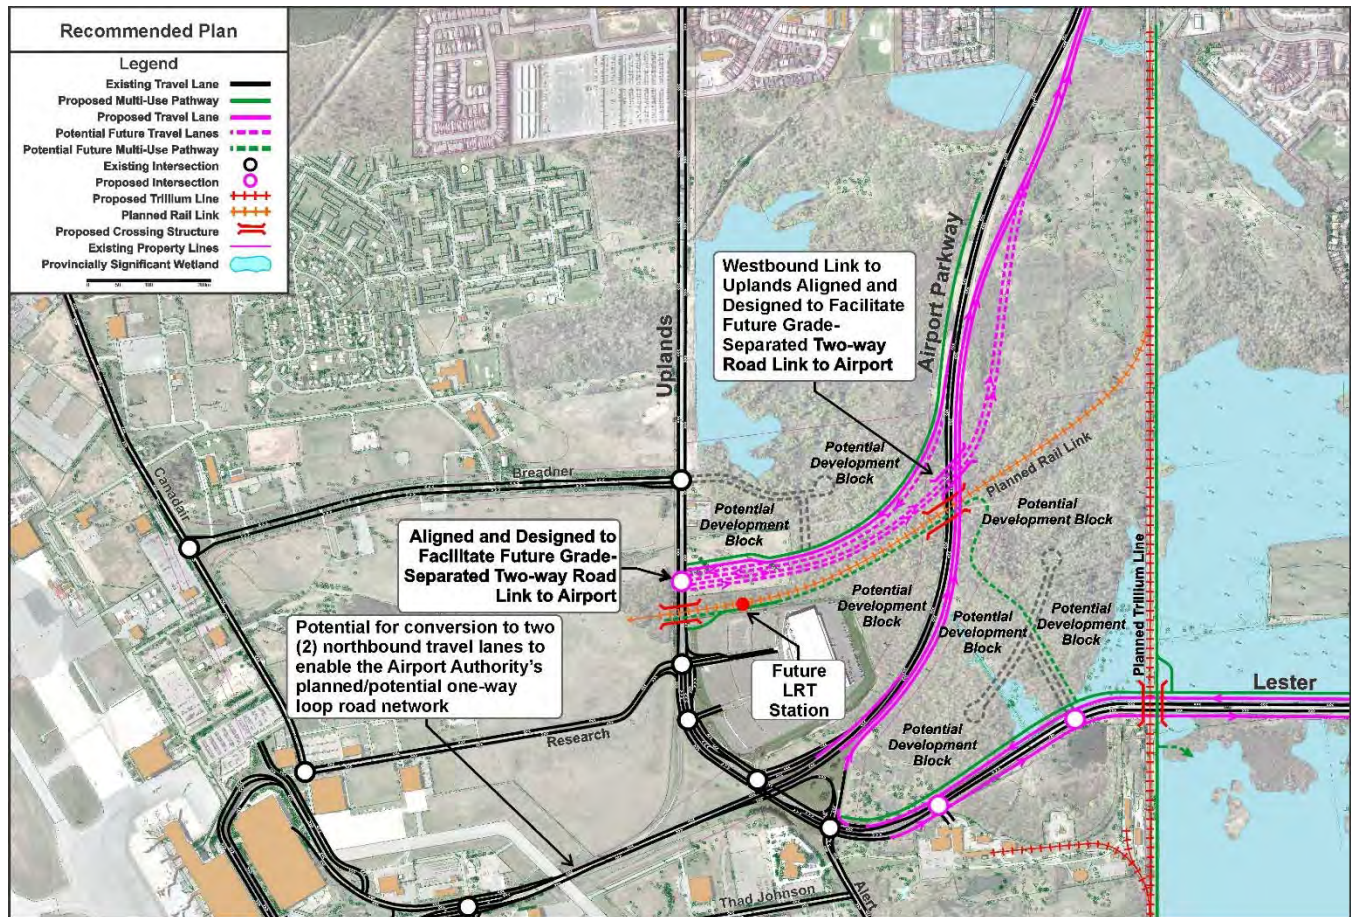 Recommended Plan
Legend
Existing Travel Lane
Proposed Multi-Use Pathway
Proposed Travel Lane
Potential Future Travel Lanes
Potential Future Multi-Use Pathway
Existing Intersection
Proposed Intersection
Proposed Trillium Line
Planned Rail Link
Proposed Crossing Structure
Existing Property Lines
Provincially Significant Wetland
0 50 100
Uplands
Airport Parkway
Westbound Link to
Uplands Aligned and
Designed to Facilitate
Future Grade-
Separated Two-way
Road Link to Airport
Canadair
Breadner
Potential
Development
Block
Planned Rail Link
Potential
Development
Block
Potential
Development Block
Aligned and Designed to
Facilitate Future Grade-
Separated Two-way Road
Link to Airport
Potential
Development
Block
Potential
Development
Block
Potential
Development
Block
Planned Trillium Line
Potential for conversion to two
(2) northbound travel lanes to
enable the Airport Authority's
planned/potential one-way
loop road network
Future
LRT
Station
Lester
Research
Potential
Development
Block
Thad Johnson
Alert